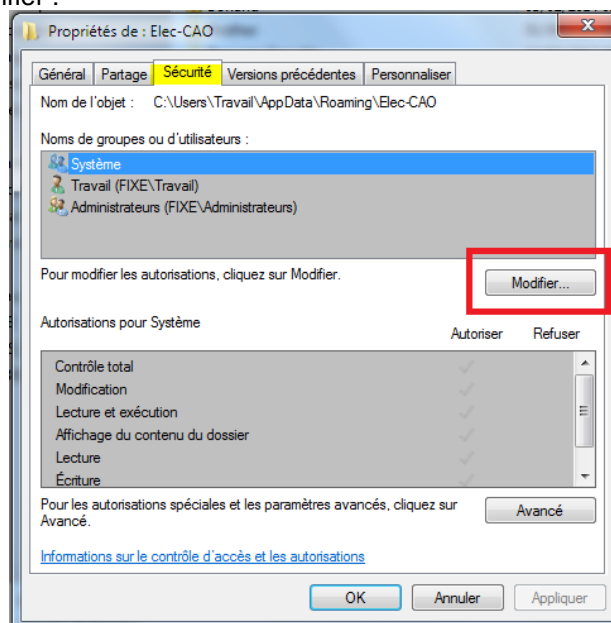 Propriétés de : Elec-CAO
Général Partage Sécurité Versions précédentes Personnaliser
Nom de l'objet : C:\Users\Travail\AppData\Roaming\Elec-CAO
Noms de groupes ou d'utilisateurs :
Système
Travail (FIXE\Travail)
Administrateurs (FIXE\Administrateurs)
Pour modifier les autorisations, cliquez sur Modifier.
Modifier...
Autorisations pour Système Autoriser Refuser
Contrôle total
Modification
Lecture et exécution
Affichage du contenu du dossier
Lecture
Écriture
Pour les autorisations spéciales et les paramètres avancés, cliquez sur
Avancé.
Avancé
Informations sur le contrôle d'accès et les autorisations
OK Annuler Appliquer